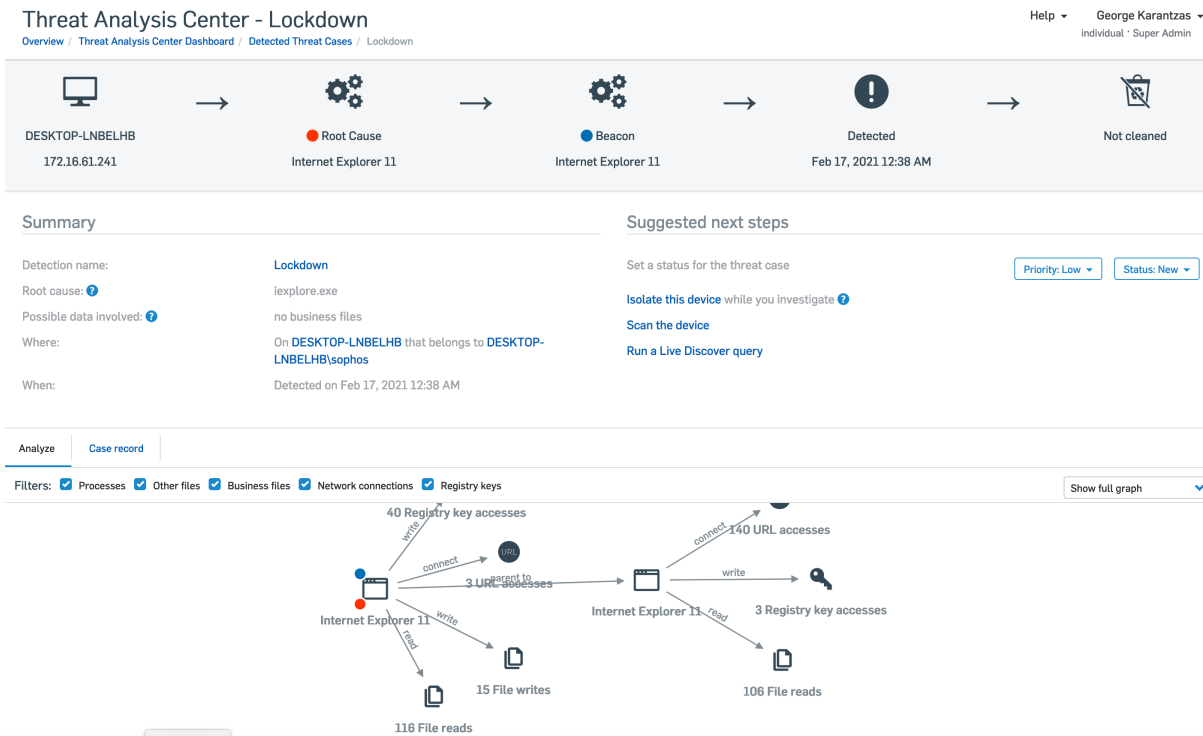 Threat Analysis Center - Lockdown
Help
George Karantzas
individual · Super Admin
Overview / Threat Analysis Center Dashboard / Detected Threat Cases / Lockdown
DESKTOP-LNBELHB
172.16.61.241
Root Cause
Internet Explorer 11
Beacon
Internet Explorer 11
Detected
Feb 17, 2021 12:38 AM
Not cleaned
Summary
Detection name: Lockdown
Root cause: ? iexplore.exe
Possible data involved: ? no business files
Where: On DESKTOP-LNBELHB that belongs to DESKTOP-
LNBELHB\sophos
When: Detected on Feb 17, 2021 12:38 AM
Suggested next steps
Set a status for the threat case Priority: Low Status: New
Isolate this device while you investigate ?
Scan the device
Run a Live Discover query
Analyze Case record
Filters: Processes Other files Business files Network connections Registry keys
Show full graph
40 Registry key accesses
write
connect
URL
3 URL accesses
parent to
Internet Explorer 11
write
read
15 File writes
116 File reads
connect
140 URL accesses
write
3 Registry key accesses
Internet Explorer 11
read
106 File reads